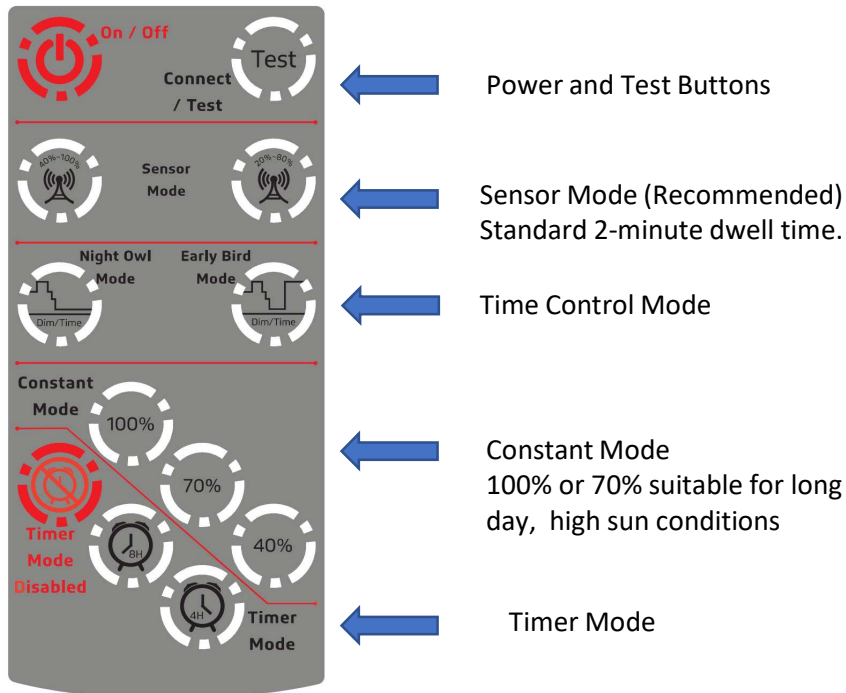 On / Off
Test
Connect
/ Test
Power and Test Buttons
40%~100%
Sensor
Mode
20%~80%
Sensor Mode (Recommended)
Standard 2-minute dwell time.
Night Owl
Mode
Early Bird
Mode
Dim/Time
Dim/Time
Time Control Mode
Constant
Mode
100%
70%
40%
Constant Mode
100% or 70% suitable for long
day, high sun conditions
Timer
Mode
Disabled
8H
4H
Timer
Mode
Timer Mode